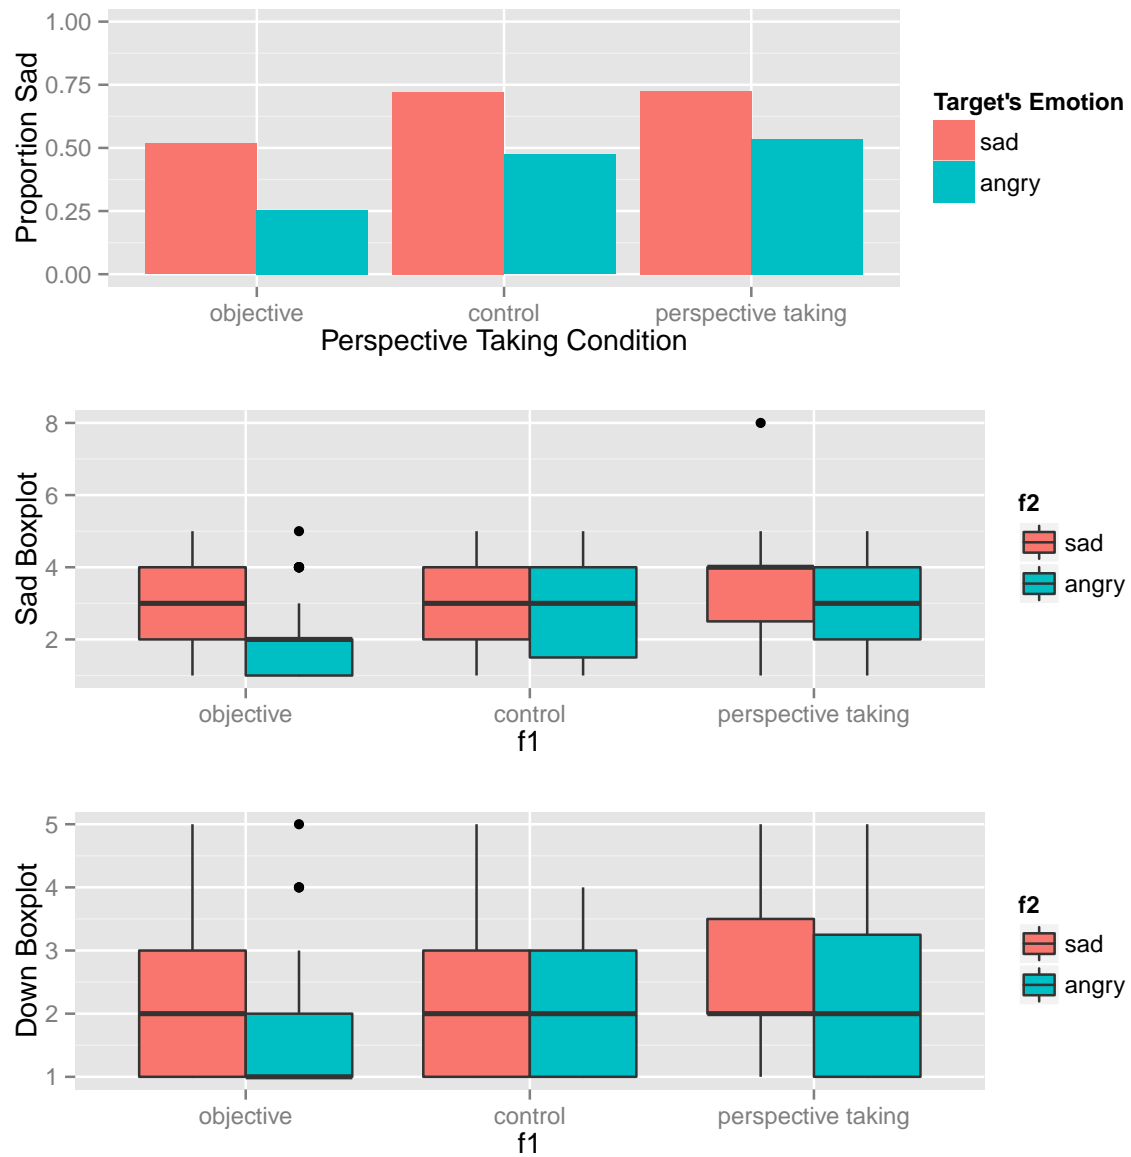 Proportion Sad
1.00
0.75
0.50
0.25
0.00
objective control perspective taking
Perspective Taking Condition
Target's Emotion
sad
angry
Sad Boxplot
8
6
4
2
objective control perspective taking
f1
f2
sad
angry
Down Boxplot
5
4
3
2
1
objective control perspective taking
f1
f2
sad
angry